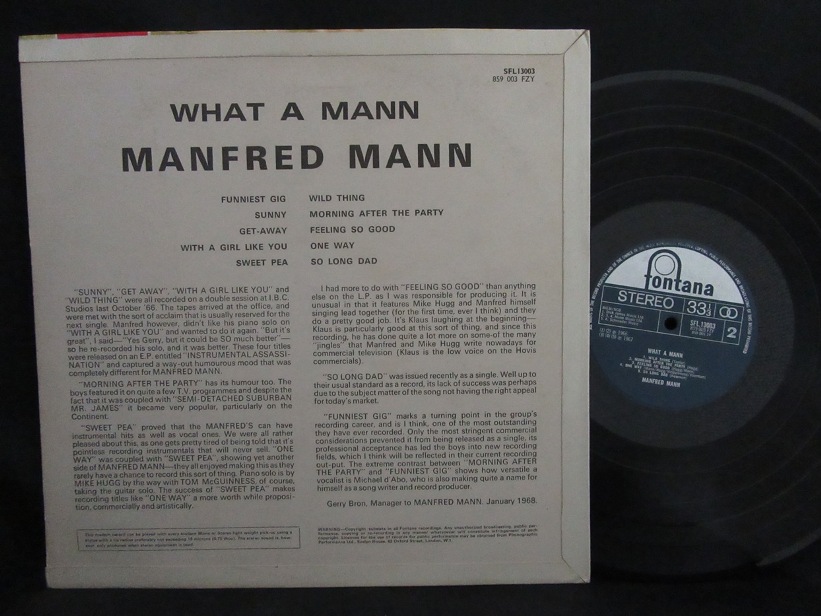 SFL13003
859 003 FZY
WHAT A MANN
MANFRED MANN
FUNNIEST GIG WILD THING
SUNNY MORNING AFTER THE PARTY
GET-AWAY FEELING SO GOOD
WITH A GIRL LIKE YOU ONE WAY
SWEET PEA SO LONG DAD
"SUNNY", "GET AWAY", "WITH A GIRL LIKE YOU" and
"WILD THING" were all recorded on a double session at I.B.C.
Studios last October '66. The tapes arrived at the office, and
were met with the sort of acclaim that is usually reserved for the
next single. Manfred however, didn't like his piano solo on
"WITH A GIRL LIKE YOU" and wanted to do it again. "But it's
great", I said—"Yes Gerry, but it could be SO much better"—
so he re-recorded his solo, and it was better. These four titles
were released on an E.P. entitled "INSTRUMENTAL ASSASSI-
NATION" and captured a way-out humourous mood that was
completely different for MANFRED MANN.
"MORNING AFTER THE PARTY" has its humour too. The
boys featured it on quite a few T.V. programmes and despite the
fact that it was coupled with "SEMI-DETACHED SUBURBAN
MR. JAMES" it became very popular, particularly on the
Continent.
"SWEET PEA" proved that the MANFRED'S can have
instrumental hits as well as vocal ones. We were all rather
pleased about this, as one gets pretty tired of being told that it's
pointless recording instrumentals that will never sell. "ONE
WAY" was coupled with "SWEET PEA", showing yet another
side of MANFRED MANN—they all enjoyed making this as they
rarely have a chance to record this sort of thing. Piano solo is by
MIKE HUGG by the way with TOM McGUINNESS, of course,
taking the guitar solo. The success of "SWEET PEA" makes
recording titles like "ONE WAY" a more worth while proposi-
tion, commercially and artistically.
I had more to do with "FEELING SO GOOD" than anything
else on the L.P. as I was responsible for producing it. It is
unusual in that it features Mike Hugg and Manfred himself
singing lead together (for the first time, ever I think) and they
do a pretty good job. It's Klaus laughing at the beginning—
Klaus is particularly good at this sort of thing, and since this
recording, he has done quite a lot more on some-of the many
"jingles" that Manfred and Mike Hugg write nowadays for
commercial television (Klaus is the low voice on the Hovis
commercials).
"SO LONG DAD" was issued recently as a single. Well up to
their usual standard as a record, its lack of success was perhaps
due to the subject matter of the song not having the right appeal
for today's market.
"FUNNIEST GIG" marks a turning point in the group's
recording career, and is I think, one of the most outstanding
they have ever recorded. Only the most stringent commercial
considerations prevented it from being released as a single, its
professional acceptance has led the boys into new recording
fields, which I think will be reflected in their current recording
out-put. The extreme contrast between "MORNING AFTER
THE PARTY" and "FUNNIEST GIG" shows how versatile a
vocalist is Michael d'Abo, who is also making quite a name for
himself as a song writer and record producer.
Gerry Bron, Manager to MANFRED MANN. January 1968.
fontana
STEREO 33⅓
SFL 13003
2
WHAT A MANN
MANFRED MANN